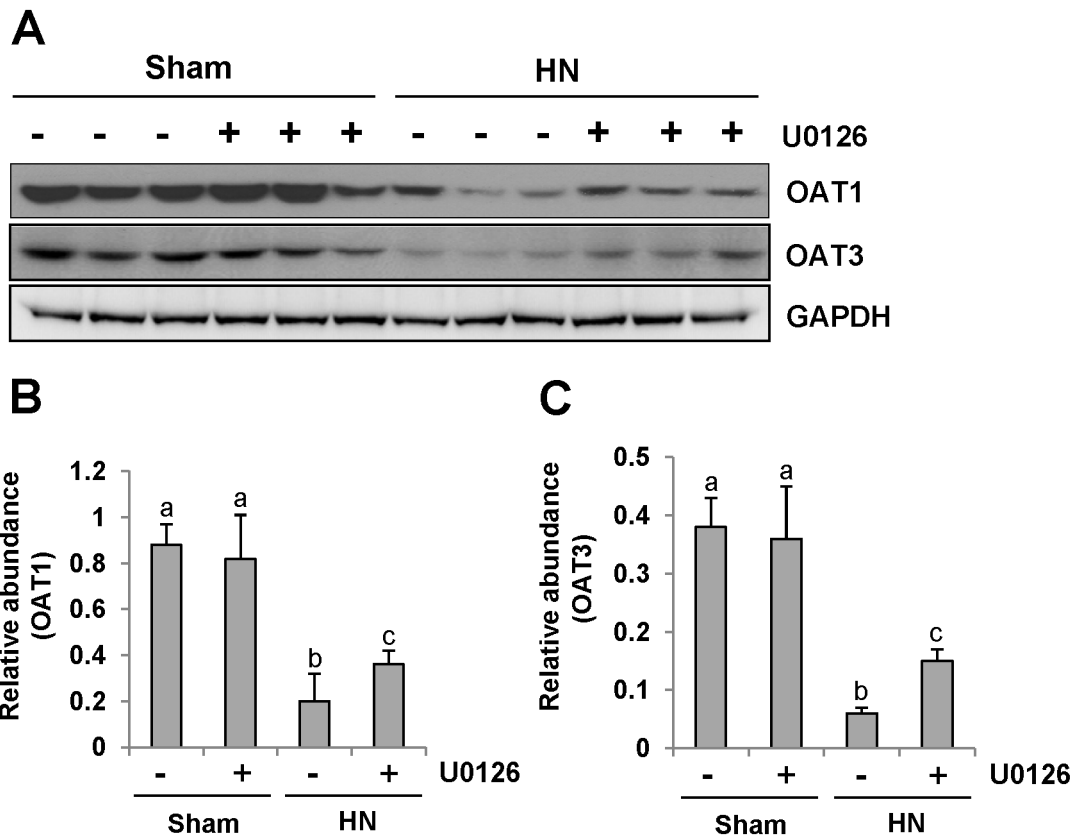 A
Sham HN
- - - + + + - - - + + + U0126
OAT1
OAT3
GAPDH
B
Relative abundance
(OAT1)
1.2
1
0.8
0.6
0.4
0.2
0
a a b c
- + - + U0126
Sham HN
C
Relative abundance
(OAT3)
0.5
0.4
0.3
0.2
0.1
0
a a b c
- + - + U0126
Sham HN